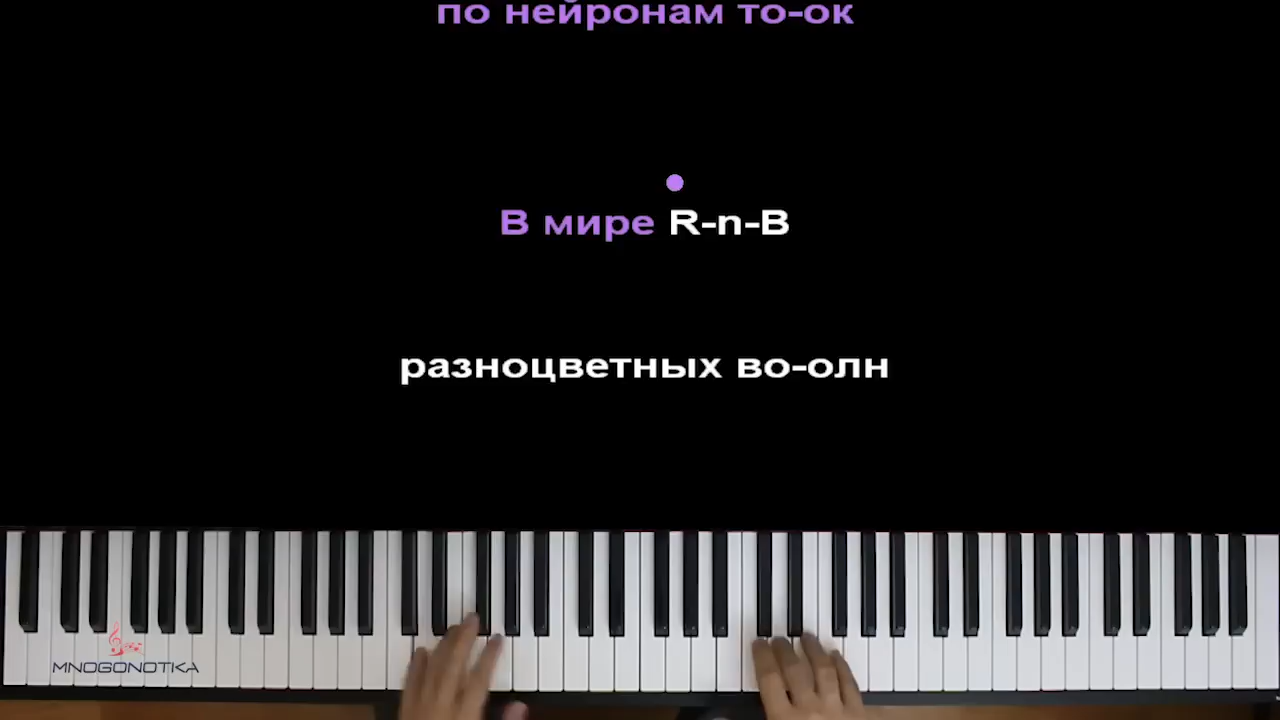 по нейронам то-ок
В мире R-n-B
разноцветных во-олн
MNOGONOTKA